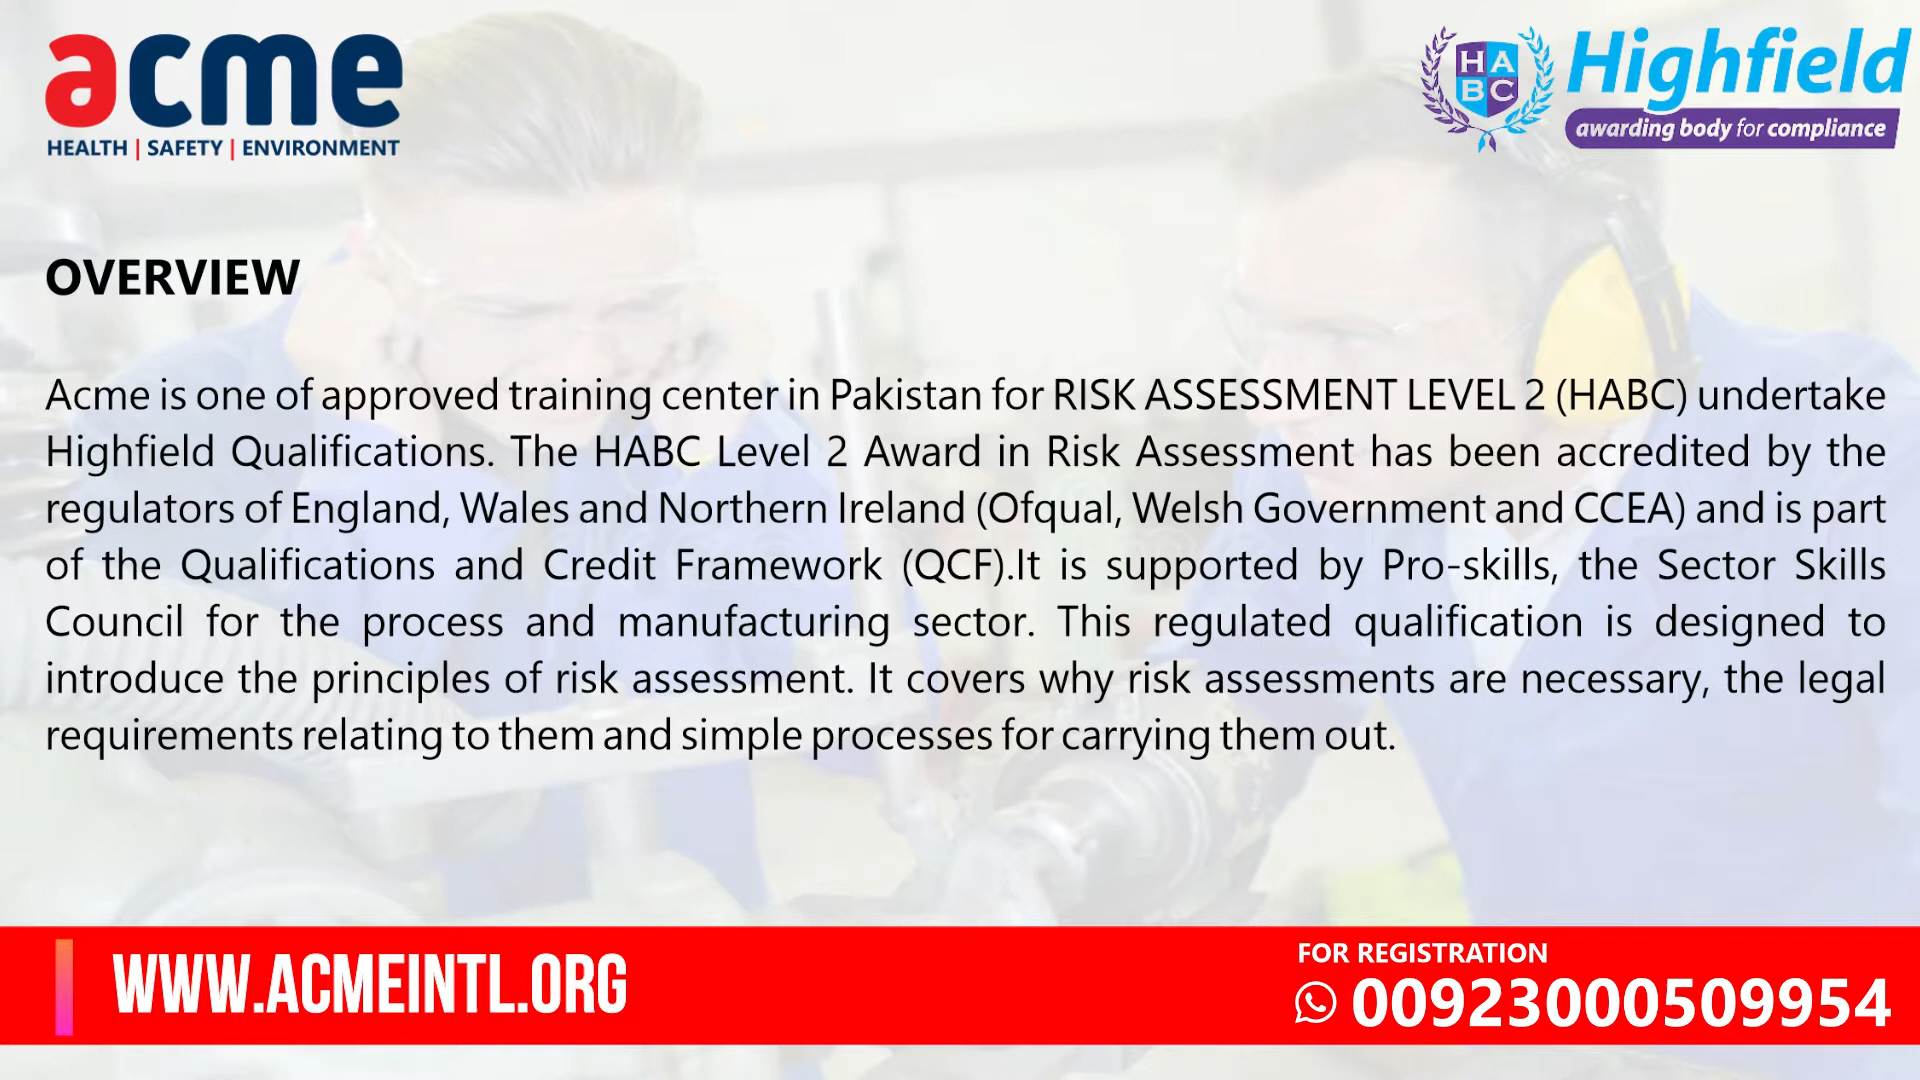 acme
HEALTH | SAFETY | ENVIRONMENT
HABC
Highfield
awarding body for compliance
OVERVIEW
Acme is one of approved training center in Pakistan for RISK ASSESSMENT LEVEL 2 (HABC) undertake
Highfield Qualifications. The HABC Level 2 Award in Risk Assessment has been accredited by the
regulators of England, Wales and Northern Ireland (Ofqual, Welsh Government and CCEA) and is part
of the Qualifications and Credit Framework (QCF).It is supported by Pro-skills, the Sector Skills
Council for the process and manufacturing sector. This regulated qualification is designed to
introduce the principles of risk assessment. It covers why risk assessments are necessary, the legal
requirements relating to them and simple processes for carrying them out.
WWW.ACMEINTL.ORG
FOR REGISTRATION
00923000509954